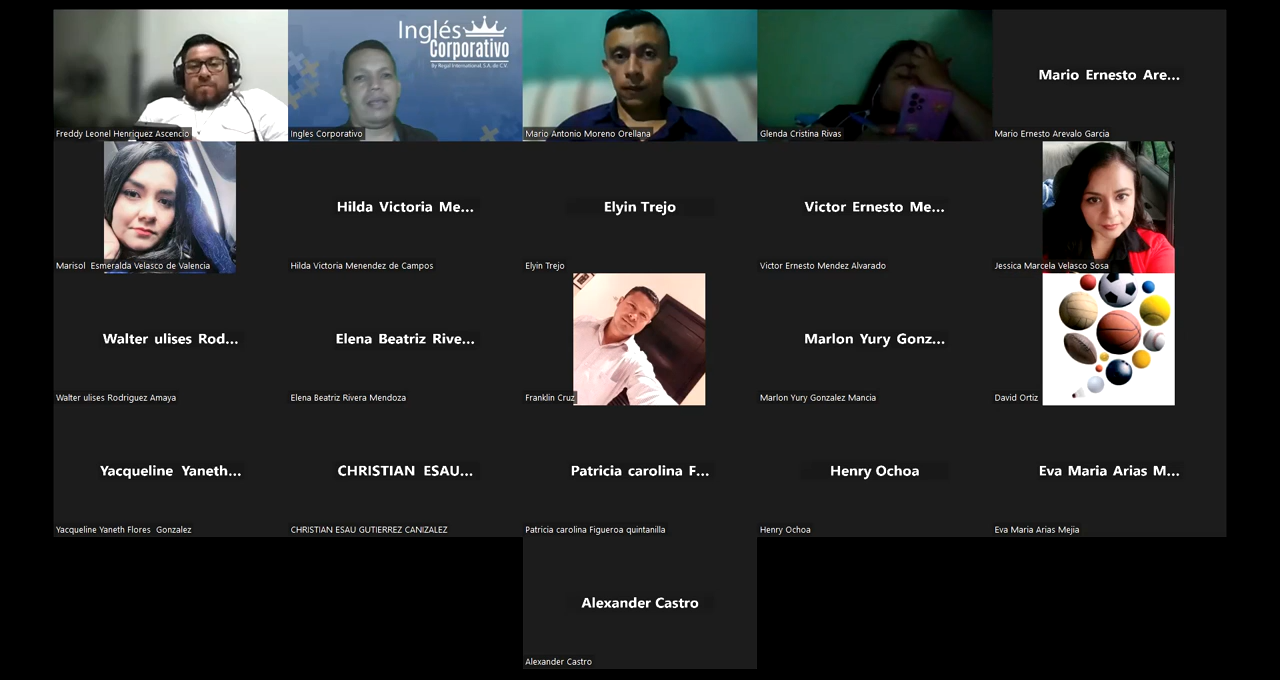 Inglés
Corporativo
By Regal International, S.A. de C.V.
Freddy Leonel Henriquez Ascencio
Ingles Corporativo
Mario Antonio Moreno Orellana
Glenda Cristina Rivas
Mario Ernesto Are...
Mario Ernesto Arevalo Garcia
Marisol Esmeralda Velasco de Valencia
Hilda Victoria Me...
Hilda Victoria Menendez de Campos
Elyin Trejo
Elyin Trejo
Victor Ernesto Me...
Victor Ernesto Mendez Alvarado
Jessica Marcela Velasco Sosa
Walter ulises Rod...
Walter ulises Rodriguez Amaya
Elena Beatriz Rive...
Elena Beatriz Rivera Mendoza
Franklin Cruz
Marlon Yury Gonz...
Marlon Yury Gonzalez Mancia
David Ortiz
Yacqueline Yaneth...
Yacqueline Yaneth Flores Gonzalez
CHRISTIAN ESAU...
CHRISTIAN ESAU GUTIERREZ CANIZALEZ
Patricia carolina F...
Patricia carolina Figueroa quintanilla
Henry Ochoa
Henry Ochoa
Eva Maria Arias M...
Eva Maria Arias Mejia
Alexander Castro
Alexander Castro